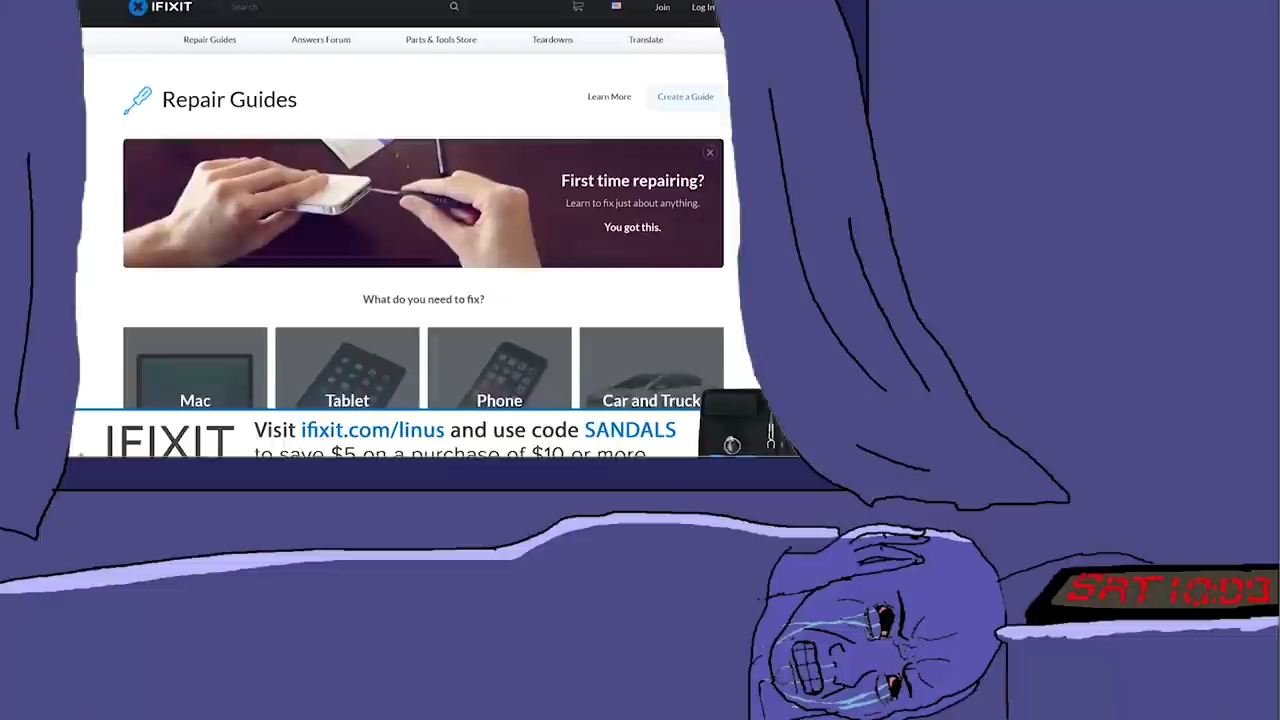 IFIXIT
Search
Join
Log In
Repair Guides
Answers Forum
Parts & Tools Store
Teardowns
Translate
Repair Guides
Learn More
Create a Guide
First time repairing?
Learn to fix just about anything.
You got this.
What do you need to fix?
Mac
Tablet
Phone
Car and Truck
IFIXIT
Visit ifixit.com/linus and use code SANDALS
to save $5 on a purchase of $10 or more
SAT 10:00